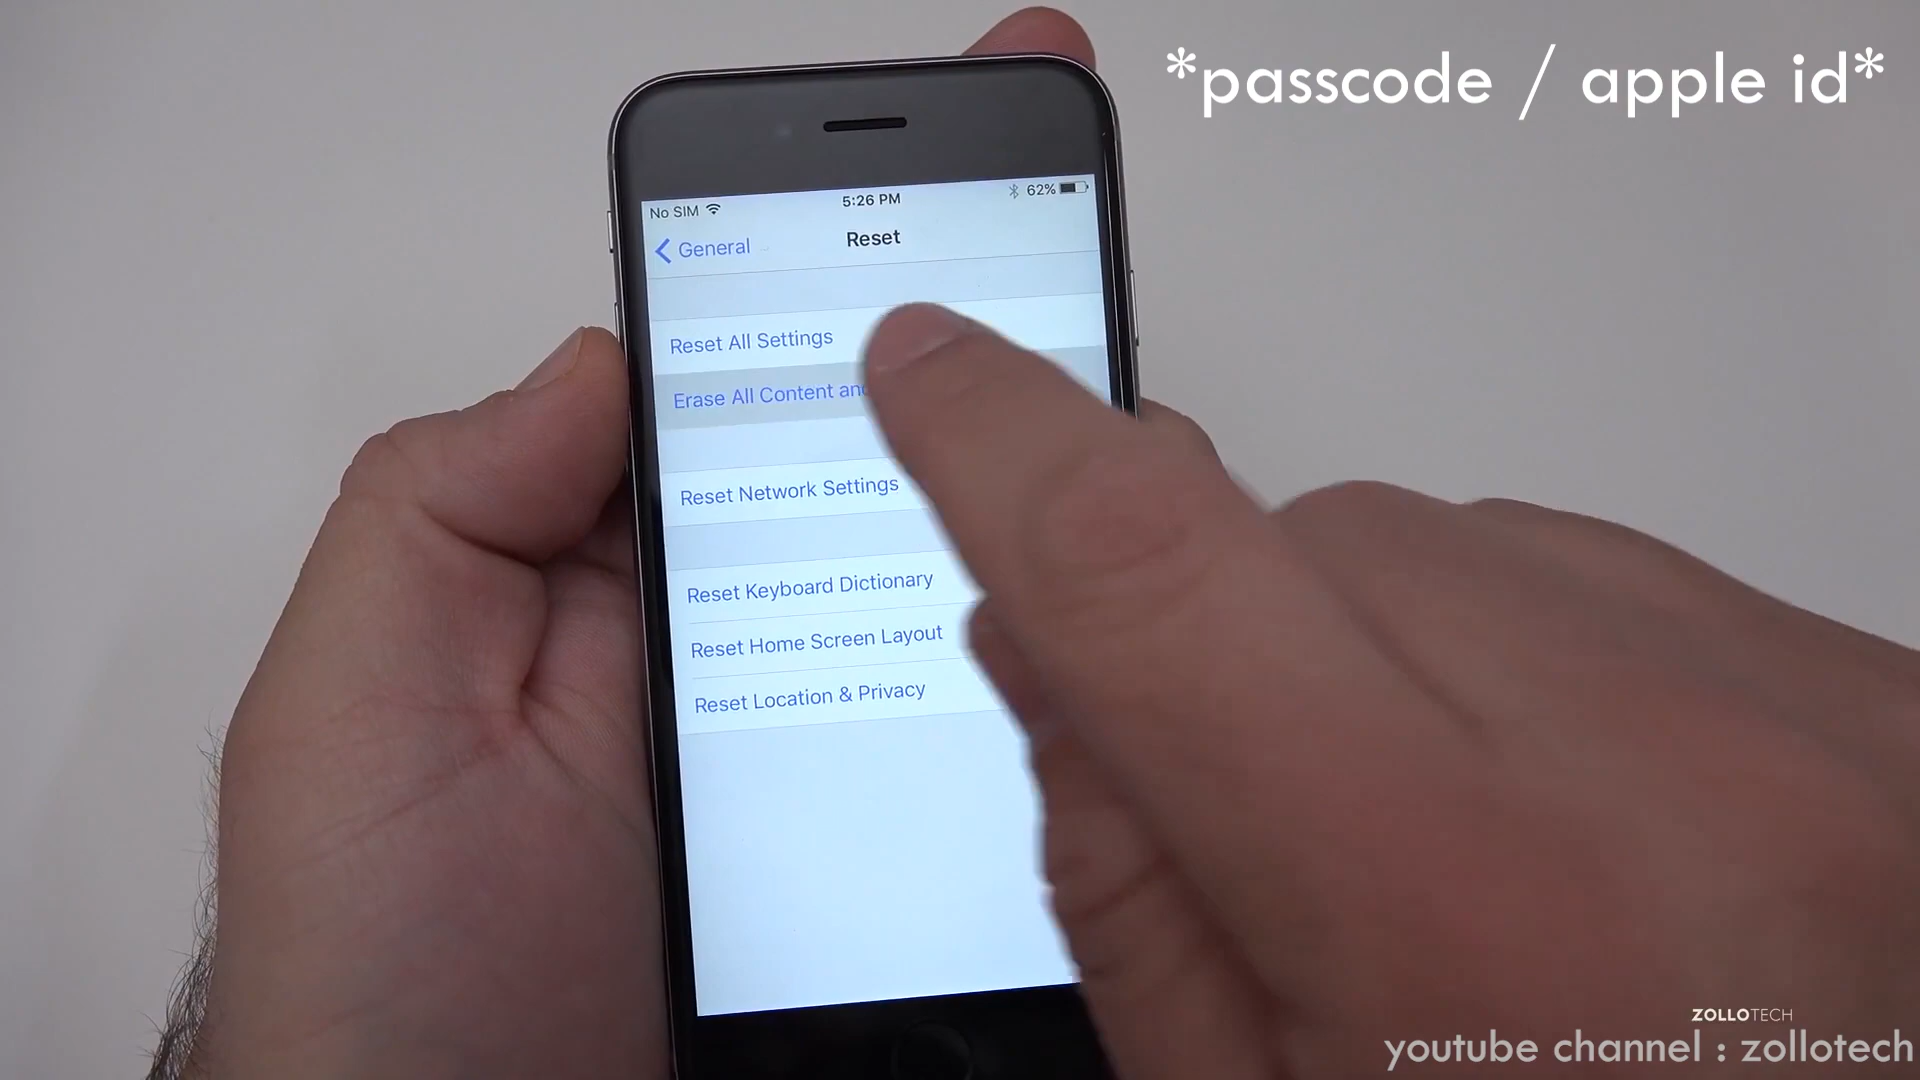 *passcode / apple id*
No SIM
5:26 PM
62%
General
Reset
Reset All Settings
Erase All Content an
Reset Network Settings
Reset Keyboard Dictionary
Reset Home Screen Layout
Reset Location & Privacy
ZOLLOTECH
youtube channel : zollotech